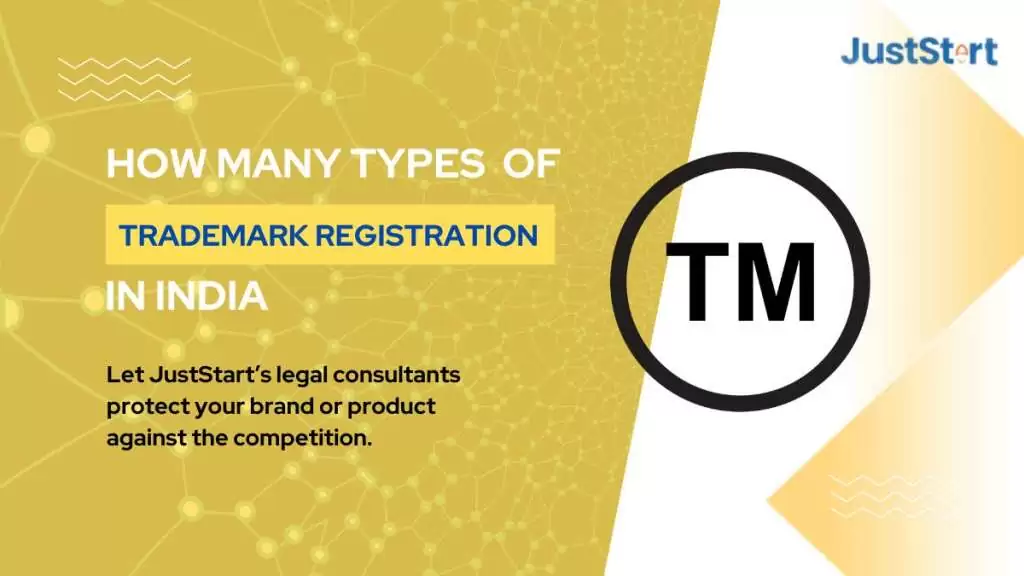 JustStart
HOW MANY TYPES OF
TRADEMARK REGISTRATION
IN INDIA
TM
Let JustStart's legal consultants
protect your brand or product
against the competition.